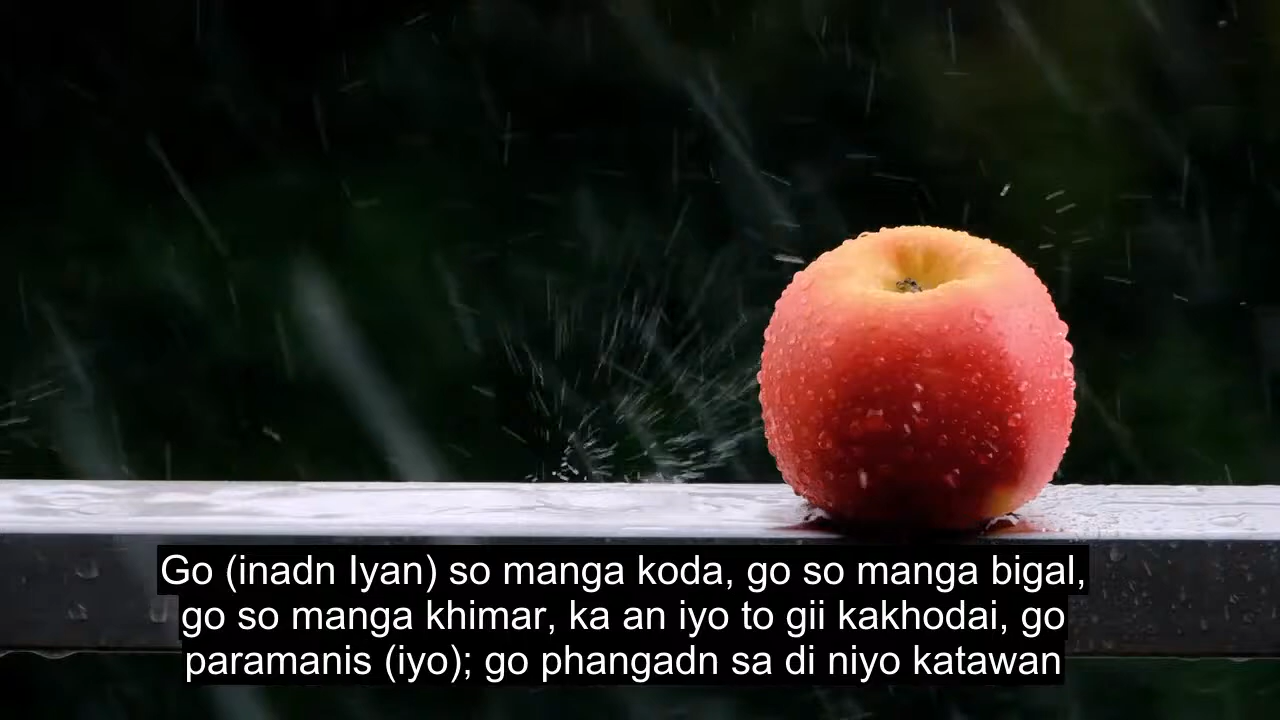 Go (inadn Iyan) so manga koda, go so manga bigal,
go so manga khimar, ka an iyo to gii kakhodai, go
paramanis (iyo); go phangadn sa di niyo katawan